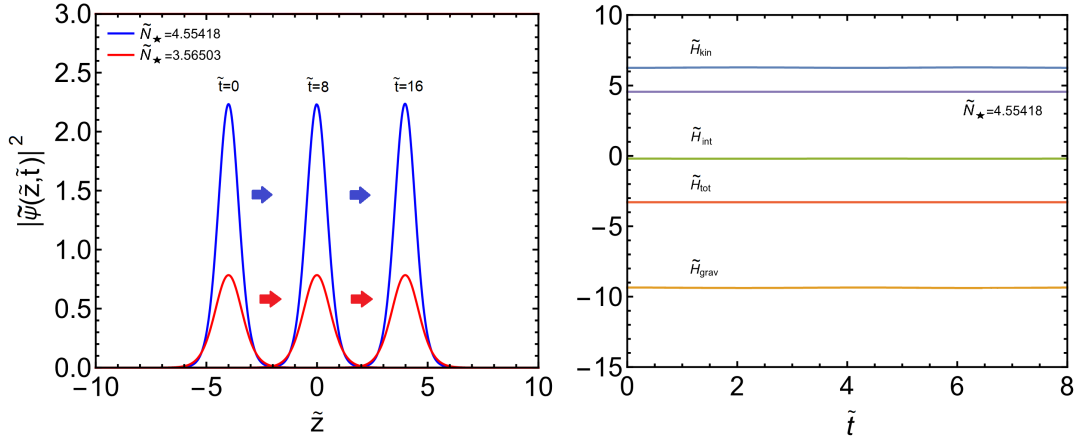 Ñ★=4.55418
Ñ★=3.56503
t̃=0
t̃=8
t̃=16
3.0
2.5
2.0
1.5
1.0
0.5
0.0
|ψ̃(z̃,t̃)|²
−10
−5
0
5
10
z̃
10
5
0
−5
−10
−15
H̃kin
Ñ★=4.55418
H̃int
H̃tot
H̃grav
0
2
4
6
8
t̃